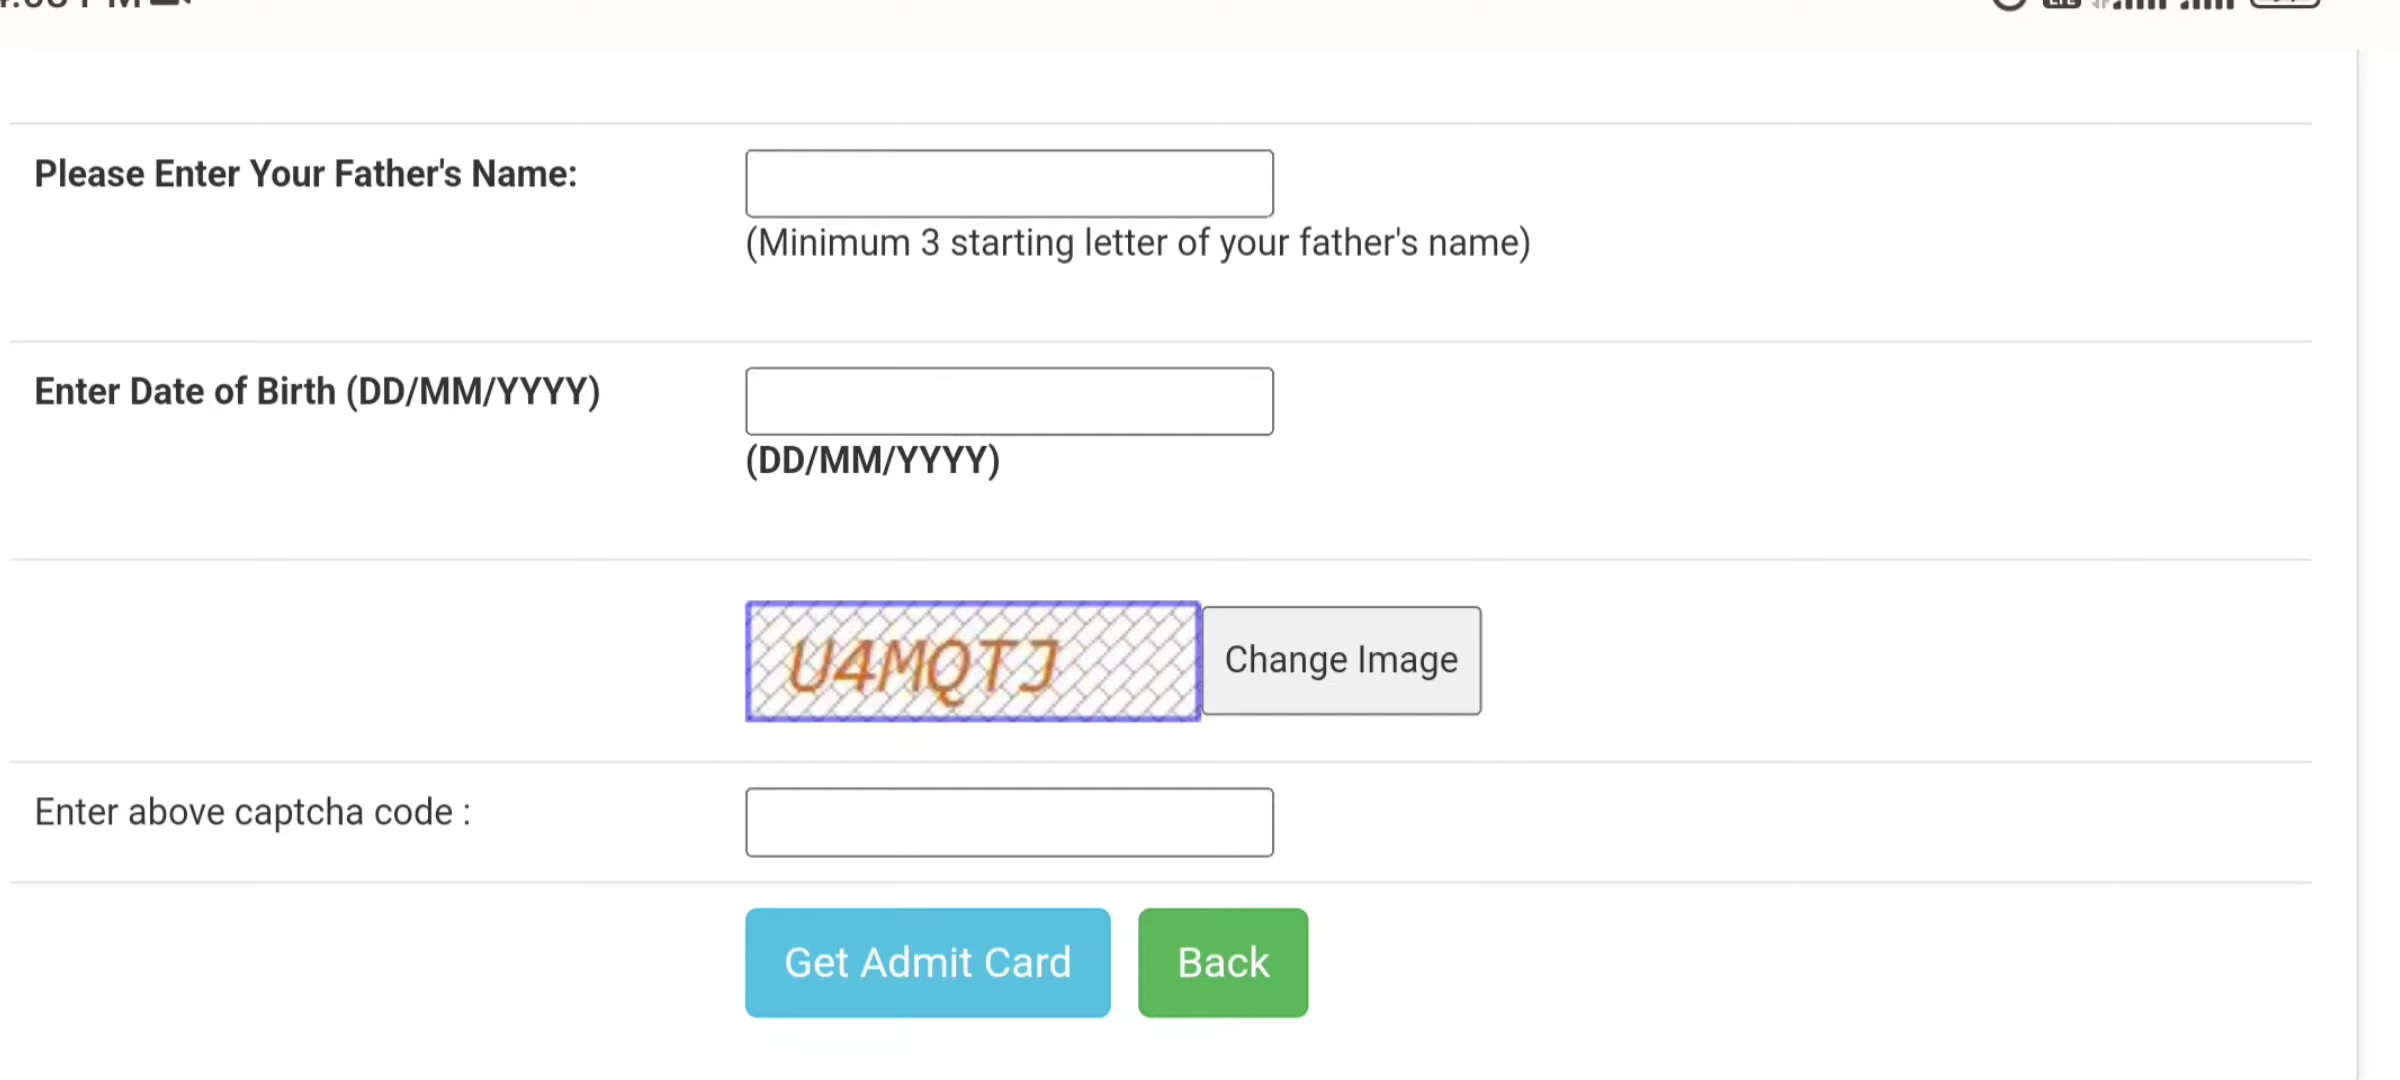 Please Enter Your Father's Name:
(Minimum 3 starting letter of your father's name)
Enter Date of Birth (DD/MM/YYYY)
(DD/MM/YYYY)
U4MQTJ
Change Image
Enter above captcha code :
Get Admit Card
Back